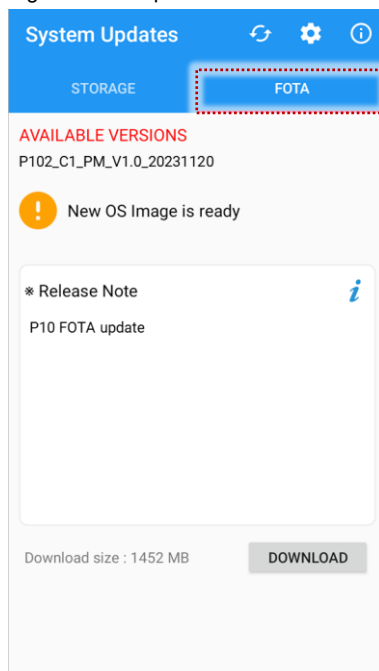 System Updates
STORAGE
FOTA
AVAILABLE VERSIONS
P102_C1_PM_V1.0_20231120
New OS Image is ready
※ Release Note
P10 FOTA update
Download size : 1452 MB
DOWNLOAD